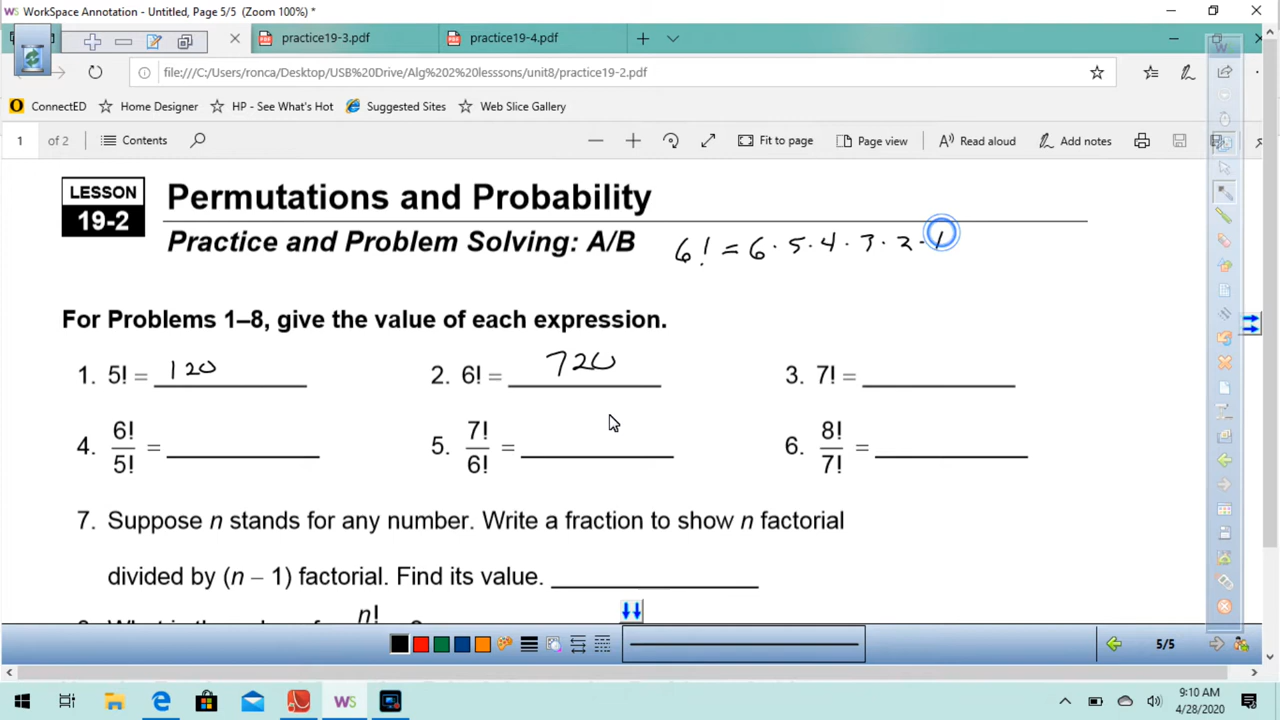 WorkSpace Annotation - Untitled, Page 5/5 (Zoom 100%) *
practice19-3.pdf
practice19-4.pdf
file:///C:/Users/ronca/Desktop/USB%20Drive/Alg%202%20lesssons/unit8/practice19-2.pdf
ConnectED Home Designer HP - See What's Hot Suggested Sites Web Slice Gallery
1 of 2 Contents Fit to page Page view Read aloud Add notes
LESSON
19-2
Permutations and Probability
Practice and Problem Solving: A/B
6! = 6 · 5 · 4 · 3 · 2 · 1
For Problems 1–8, give the value of each expression.
1. 5! = 120 2. 6! = 720 3. 7! =
4. 6!/5! = 5. 7!/6! = 6. 8!/7! =
7. Suppose n stands for any number. Write a fraction to show n factorial
divided by (n – 1) factorial. Find its value.
n!
5/5
9:10 AM
4/28/2020